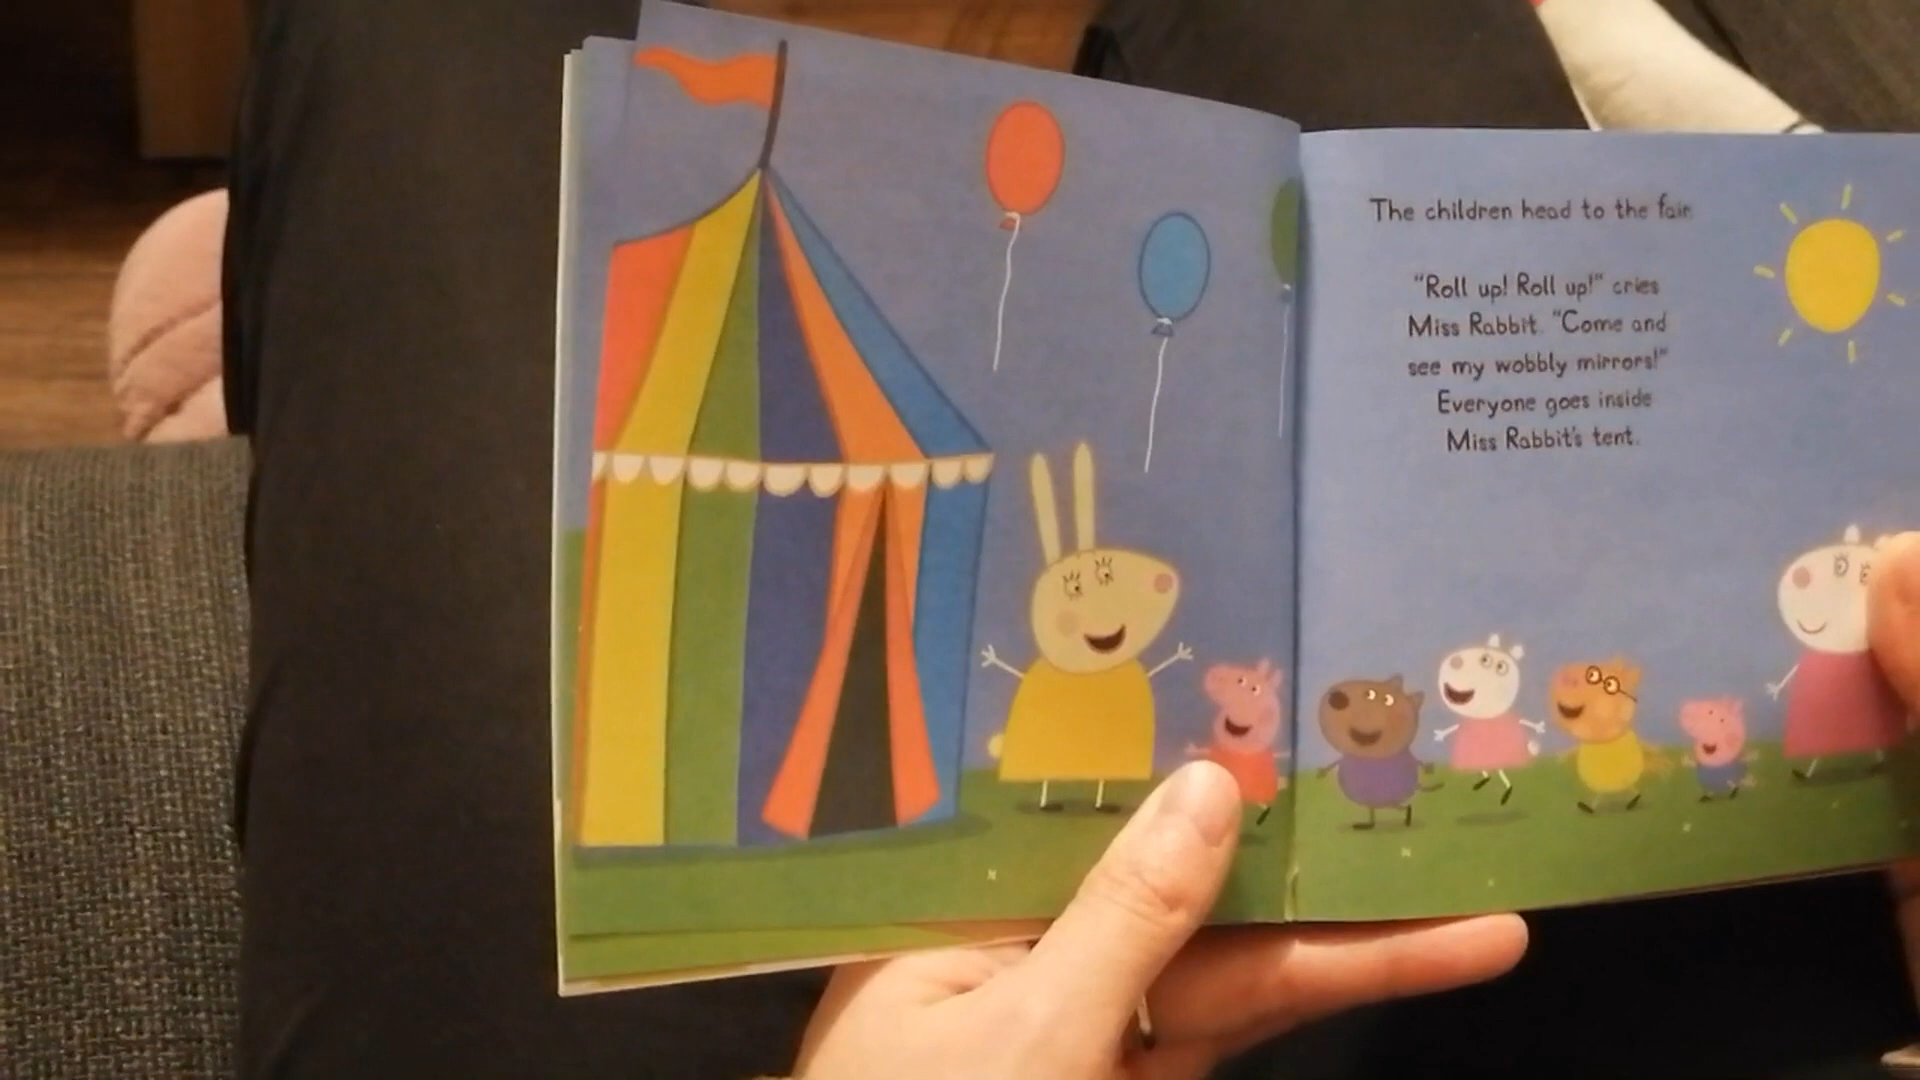 The children head to the fair.
"Roll up! Roll up!" cries
Miss Rabbit. "Come and
see my wobbly mirrors!"
Everyone goes inside
Miss Rabbit's tent.